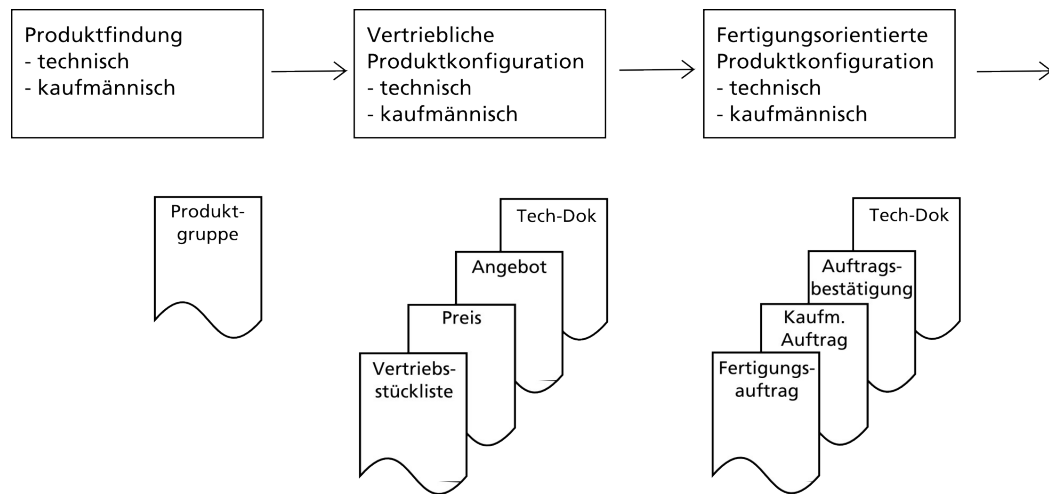 Produktfindung
- technisch
- kaufmännisch
Vertriebliche
Produktkonfiguration
- technisch
- kaufmännisch
Fertigungsorientierte
Produktkonfiguration
- technisch
- kaufmännisch
Produkt-
gruppe
Tech-Dok
Angebot
Preis
Vertriebs-
stückliste
Tech-Dok
Auftrags-
bestätigung
Kaufm.
Auftrag
Fertigungs-
auftrag